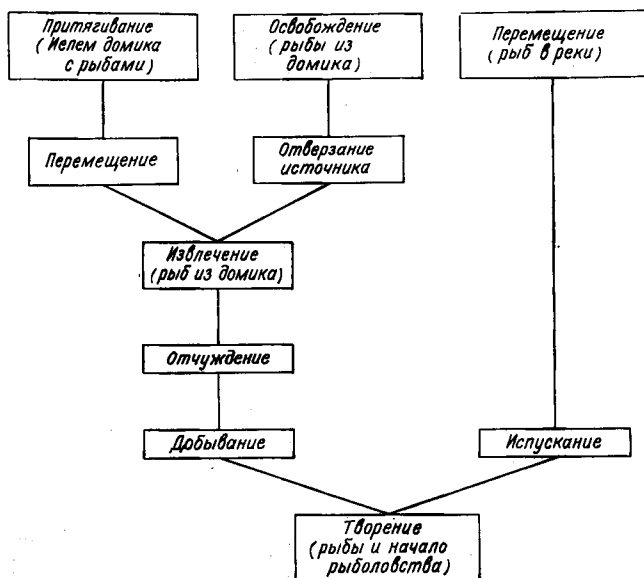 Притягивание
(Иелем домика
с рыбами)
Освобождение
(рыбы из
домика)
Перемещение
(рыб в реки)
Перемещение
Отверзание
источника
Извлечение
(рыб из домика)
Отчуждение
Добывание
Испускание
Творение
(рыбы и начало
рыболовства)